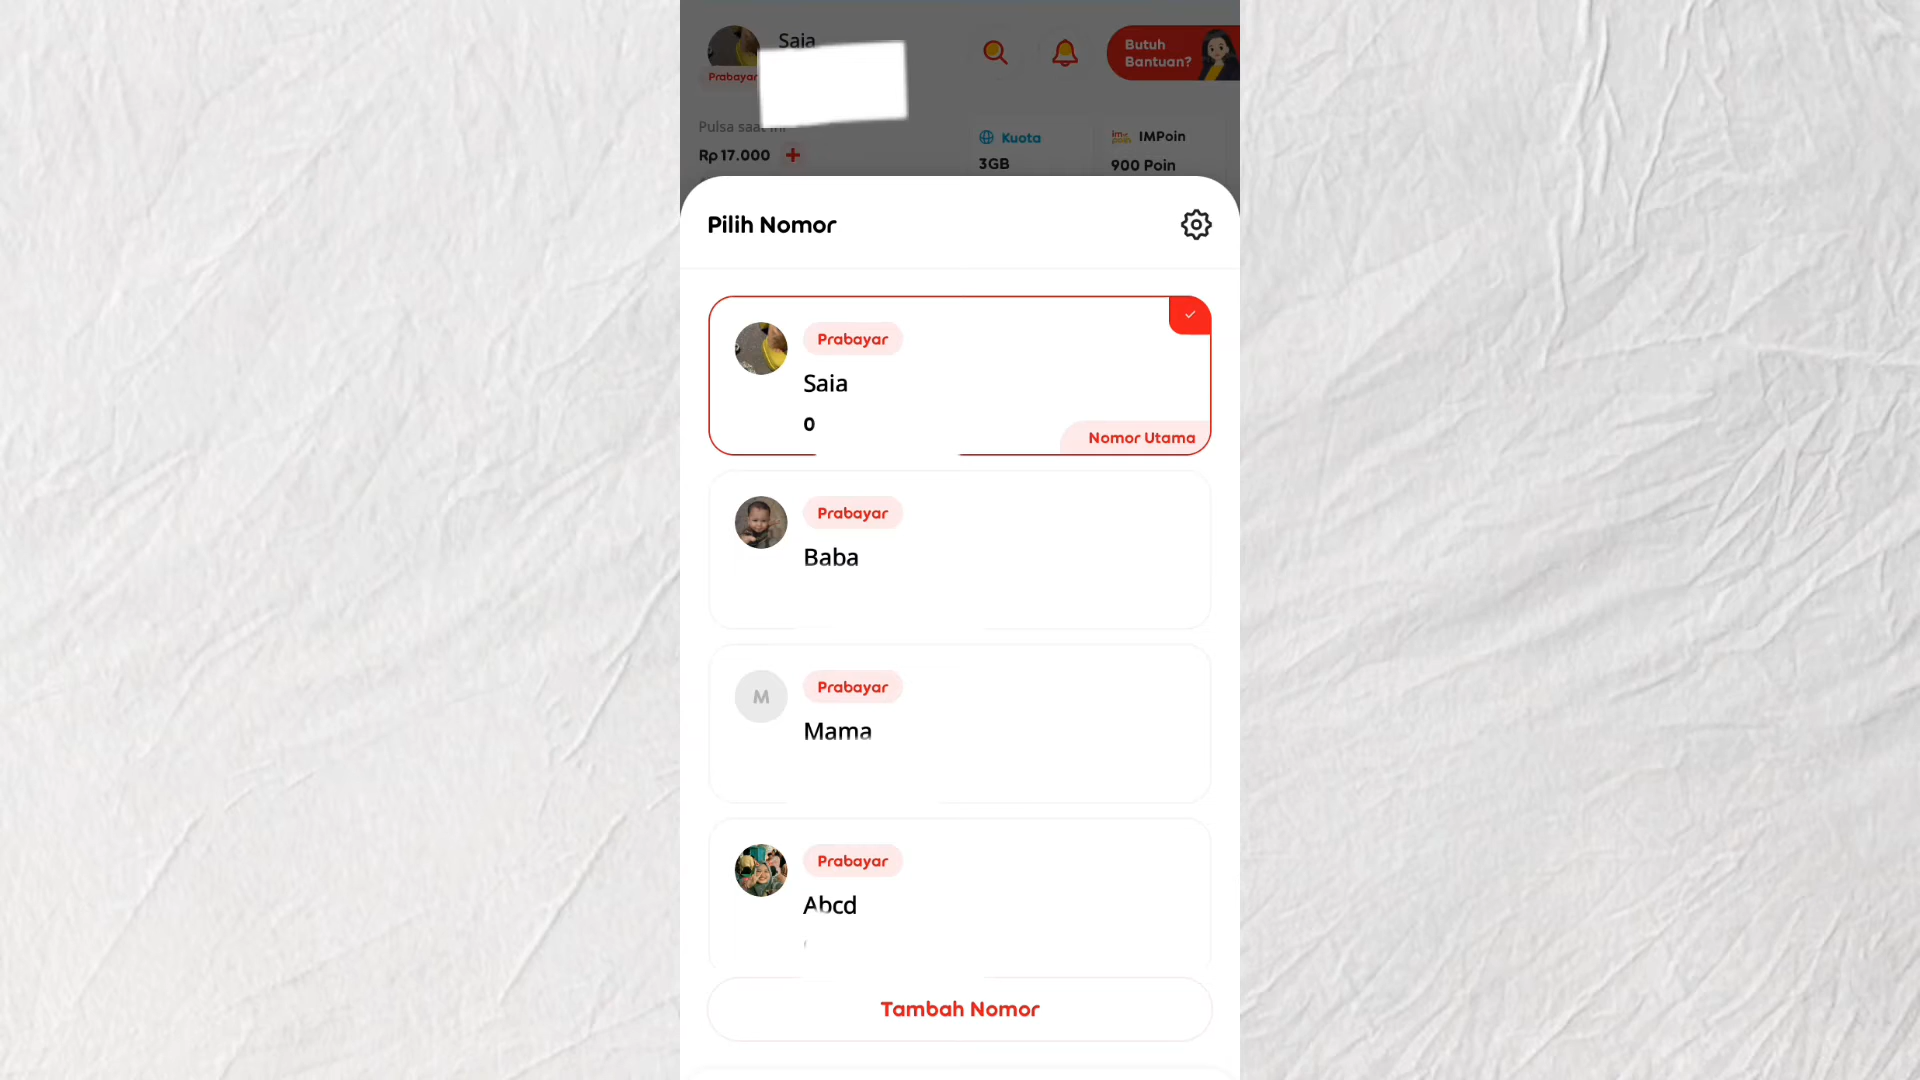 Saia
Butuh
Bantuan?
Prabayar
Pulsa saat ini
Kuota
IMPoin
Rp 17.000
3GB
900 Poin
Pilih Nomor
Prabayar
Saia
0
Nomor Utama
Prabayar
Baba
M
Prabayar
Mama
Prabayar
Abcd
Tambah Nomor